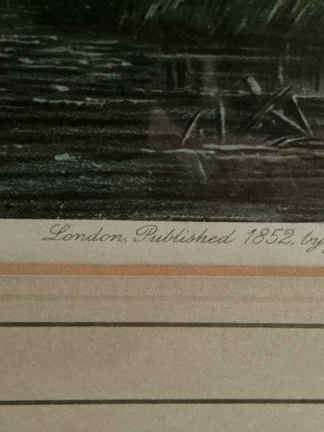 London, Published 1852, by